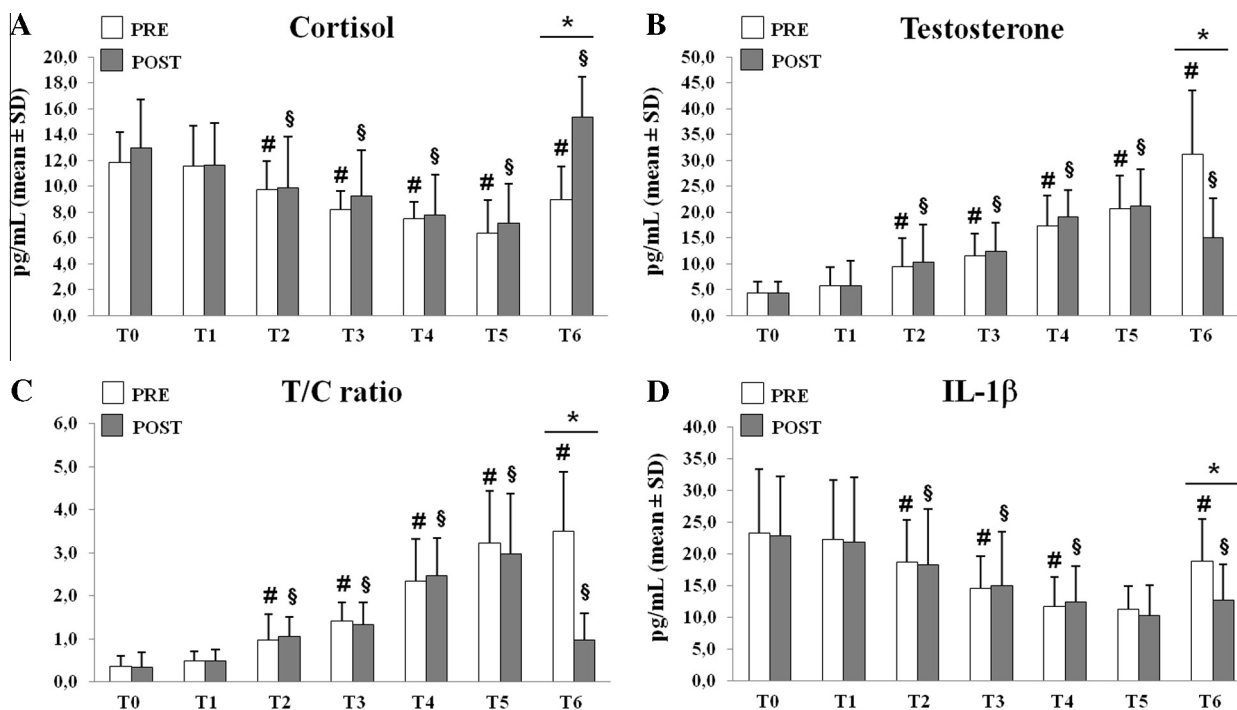 A
Cortisol
PRE
POST
*
pg/mL (mean ± SD)
20,0
18,0
16,0
14,0
12,0
10,0
8,0
6,0
4,0
2,0
0,0
# § # § # § # § # §
T0 T1 T2 T3 T4 T5 T6
B
Testosterone
PRE
POST
*
pg/mL (mean ± SD)
50,0
45,0
40,0
35,0
30,0
25,0
20,0
15,0
10,0
5,0
0,0
# § # § # § # § # §
T0 T1 T2 T3 T4 T5 T6
C
T/C ratio
PRE
POST
*
6,0
5,0
4,0
3,0
2,0
1,0
0,0
# § # § # § # § # §
T0 T1 T2 T3 T4 T5 T6
D
IL-1β
PRE
POST
*
pg/mL (mean ± SD)
40,0
35,0
30,0
25,0
20,0
15,0
10,0
5,0
0,0
# § # § # § # §
T0 T1 T2 T3 T4 T5 T6